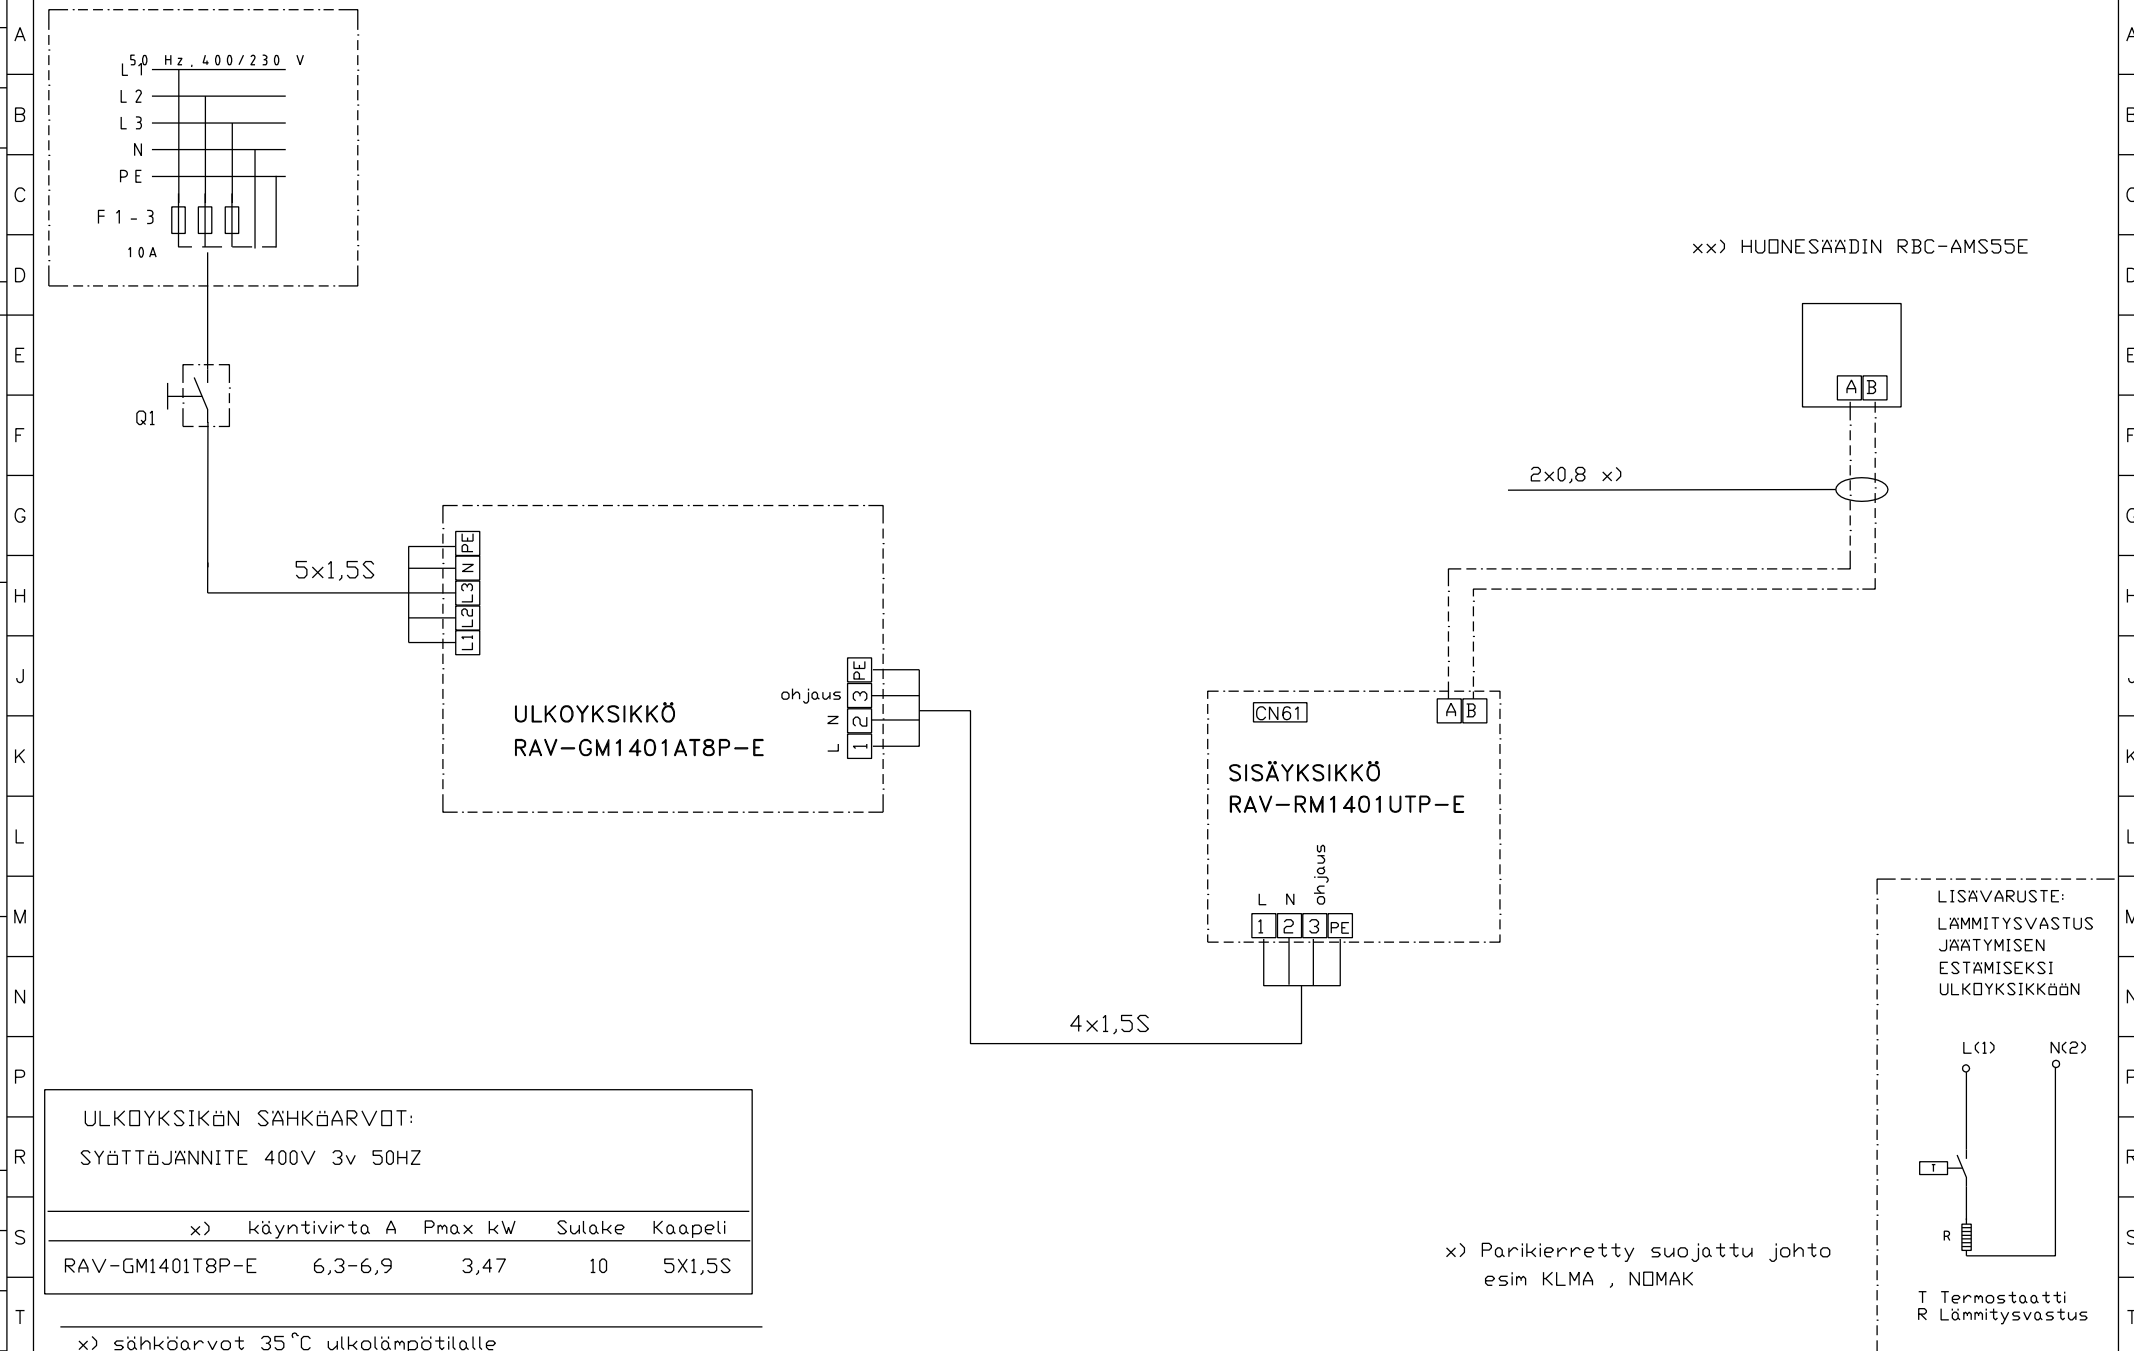 A
B
C
D
E
F
G
H
J
K
L
M
N
P
R
S
T
50 Hz. 400/230 V
L1
L2
L3
N
PE
F1-3
10A
Q1
5x1,5S
PE
N
L3
L2
L1
ULKOYKSIKKÖ
RAV-GM1401AT8P-E
ohjaus
N
L
PE
3
2
1
4x1,5S
xx) HUONESÄÄDIN RBC-AMS55E
A B
2x0,8 x)
A B
CN61
SISÄYKSIKKÖ
RAV-RM1401UTP-E
L N ohjaus
1 2 3 PE
LISÄVARUSTE:
LÄMMITYSVASTUS
JÄÄTYMISEN
ESTÄMISEKSI
ULKOYKSIKKÖÖN
L(1) N(2)
T
R
T Termostaatti
R Lämmitysvastus
ULKOYKSIKÖN SÄHKÖARVOT:
SYÖTTÖJÄNNITE 400V 3v 50HZ
x) käyntivirta A Pmax kW Sulake Kaapeli
RAV-GM1401T8P-E 6,3-6,9 3,47 10 5X1,5S
x) sähköarvot 35°C ulkolämpötilalle
x) Parikierretty suojattu johto
esim KLMA , NOMAK
A
B
C
D
E
F
G
H
J
K
L
M
N
P
R
S
T